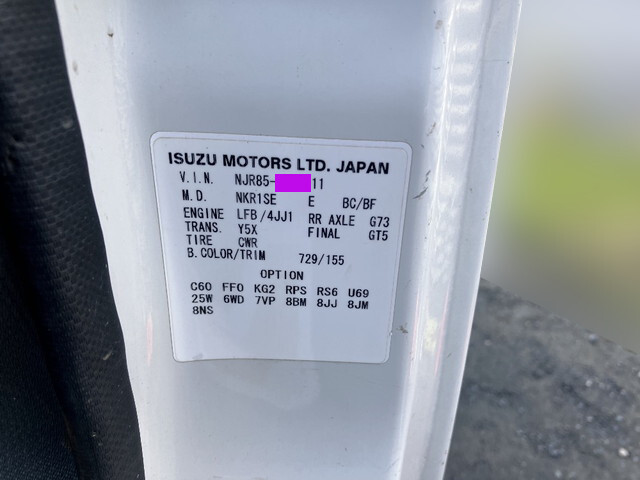 ISUZU MOTORS LTD. JAPAN
V.I.N. NJR85- 11
M.D. NKR1SE E BC/BF
ENGINE LFB/4JJ1 RR AXLE G73
TRANS. Y5X FINAL GT5
TIRE CWR
B.COLOR/TRIM 729/155
OPTION
C60 FF0 KG2 RPS RS6 U69
25W 6WD 7VP 8BM 8JJ 8JM
8NS